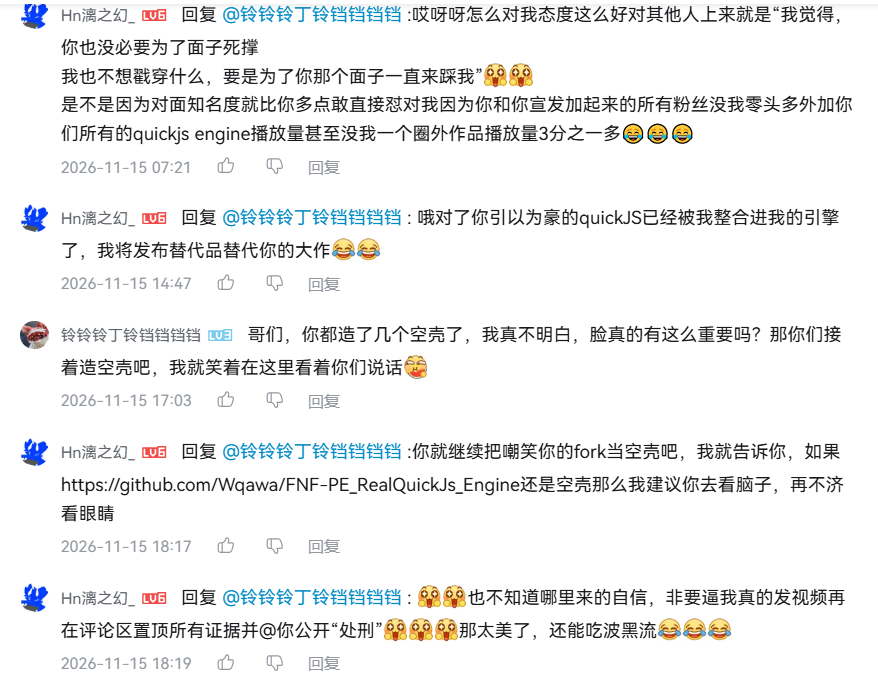 Hn漓之幻_ LV6 回复 @铃铃铃丁铃铛铛铛铛 :哎呀呀怎么对我态度这么好对其他人上来就是“我觉得，
你也没必要为了面子死撑
我也不想戳穿什么，要是为了你那个面子一直来踩我”
是不是因为对面知名度就比你多点敢直接怼对我因为你和你宣发加起来的所有粉丝没我零头多外加你
们所有的quickjs engine播放量甚至没我一个圈外作品播放量3分之一多😂😂😂
2026-11-15 07:21 回复
Hn漓之幻_ LV6 回复 @铃铃铃丁铃铛铛铛铛 : 哦对了你引以为豪的quickJS已经被我整合进我的引擎
了，我将发布替代品替代你的大作😂😂
2026-11-15 14:47 回复
铃铃铃丁铃铛铛铛铛 LV3 哥们，你都造了几个空壳了，我真不明白，脸真的有这么重要吗？那你们接
着造空壳吧，我就笑着在这里看着你们说话
2026-11-15 17:03 回复
Hn漓之幻_ LV6 回复 @铃铃铃丁铃铛铛铛铛 :你就继续把嘲笑你的fork当空壳吧，我就告诉你，如果
https://github.com/Wqawa/FNF-PE_RealQuickJs_Engine还是空壳那么我建议你去看脑子，再不济
看眼睛
2026-11-15 18:17 回复
Hn漓之幻_ LV6 回复 @铃铃铃丁铃铛铛铛铛 : 也不知道哪里来的自信，非要逼我真的发视频再
在评论区置顶所有证据并@你公开“处刑”那太美了，还能吃波黑流😂😂😂
2026-11-15 18:19 回复